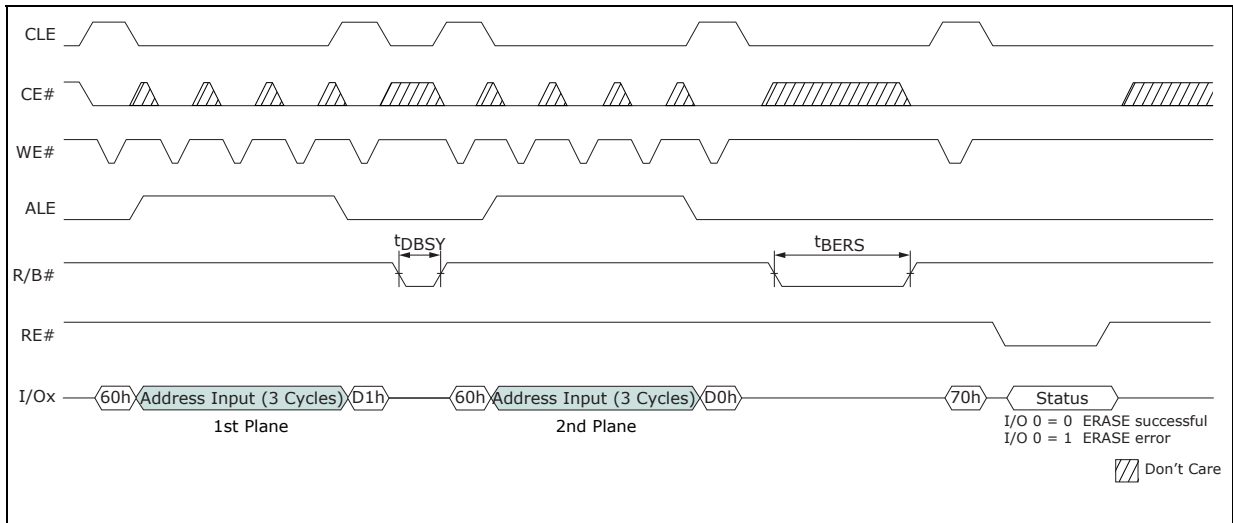 CLE
CE#
WE#
ALE
tDBSY
tBERS
R/B#
RE#
I/Ox
60h
Address Input (3 Cycles)
D1h
60h
Address Input (3 Cycles)
D0h
70h
Status
1st Plane
2nd Plane
I/O 0 = 0 ERASE successful
I/O 0 = 1 ERASE error
Don't Care